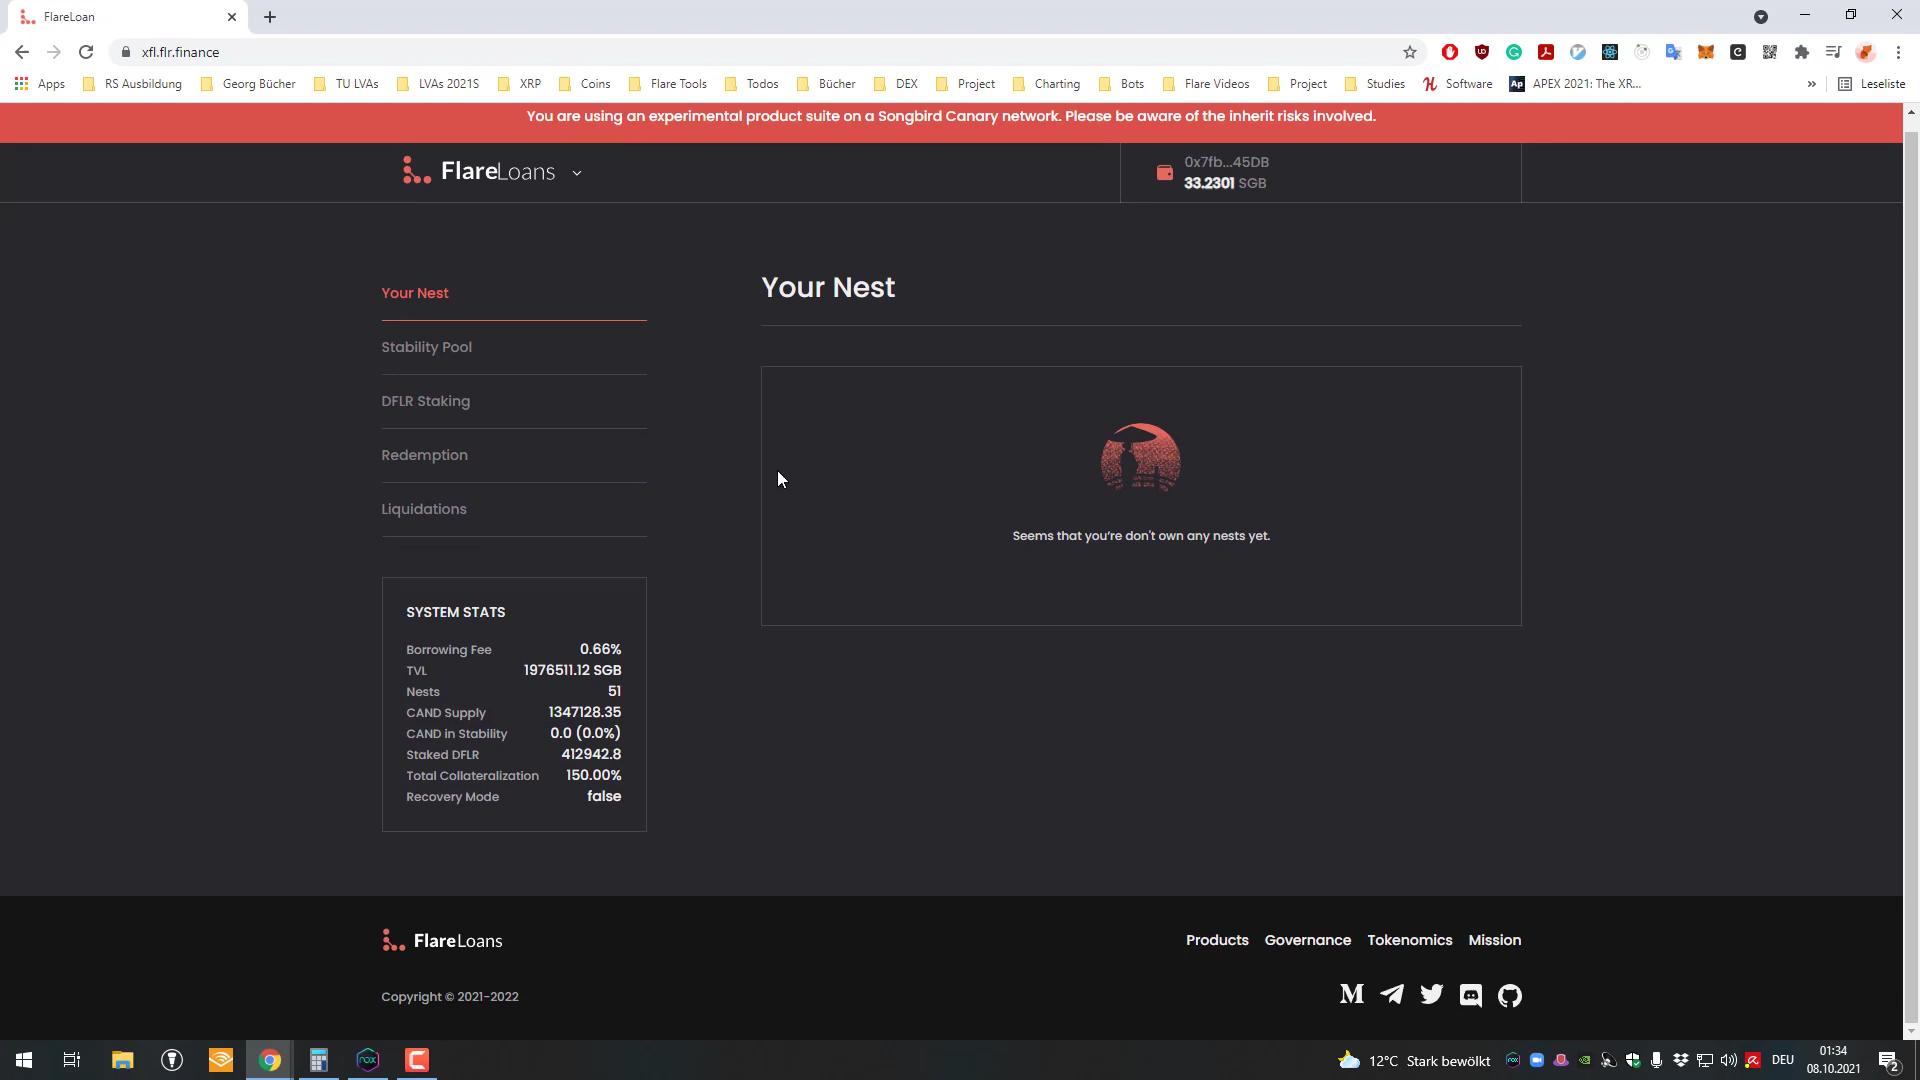 FlareLoan
xfl.flr.finance
Apps
RS Ausbildung
Georg Bücher
TU LVAs
LVAs 2021S
XRP
Coins
Flare Tools
Todos
Bücher
DEX
Project
Charting
Bots
Flare Videos
Project
Studies
Software
Ap
APEX 2021: The XR...
»
Leseliste
You are using an experimental product suite on a Songbird Canary network. Please be aware of the inherit risks involved.
FlareLoans
0x7fb...45DB
33.2301 SGB
Your Nest
Stability Pool
DFLR Staking
Redemption
Liquidations
Your Nest
Seems that you're don't own any nests yet.
SYSTEM STATS
Borrowing Fee 0.66%
TVL 1976511.12 SGB
Nests 51
CAND Supply 1347128.35
CAND in Stability 0.0 (0.0%)
Staked DFLR 412942.8
Total Collateralization 150.00%
Recovery Mode false
FlareLoans
Products Governance Tokenomics Mission
Copyright © 2021-2022
12°C Stark bewölkt
DEU
01:34
08.10.2021
2